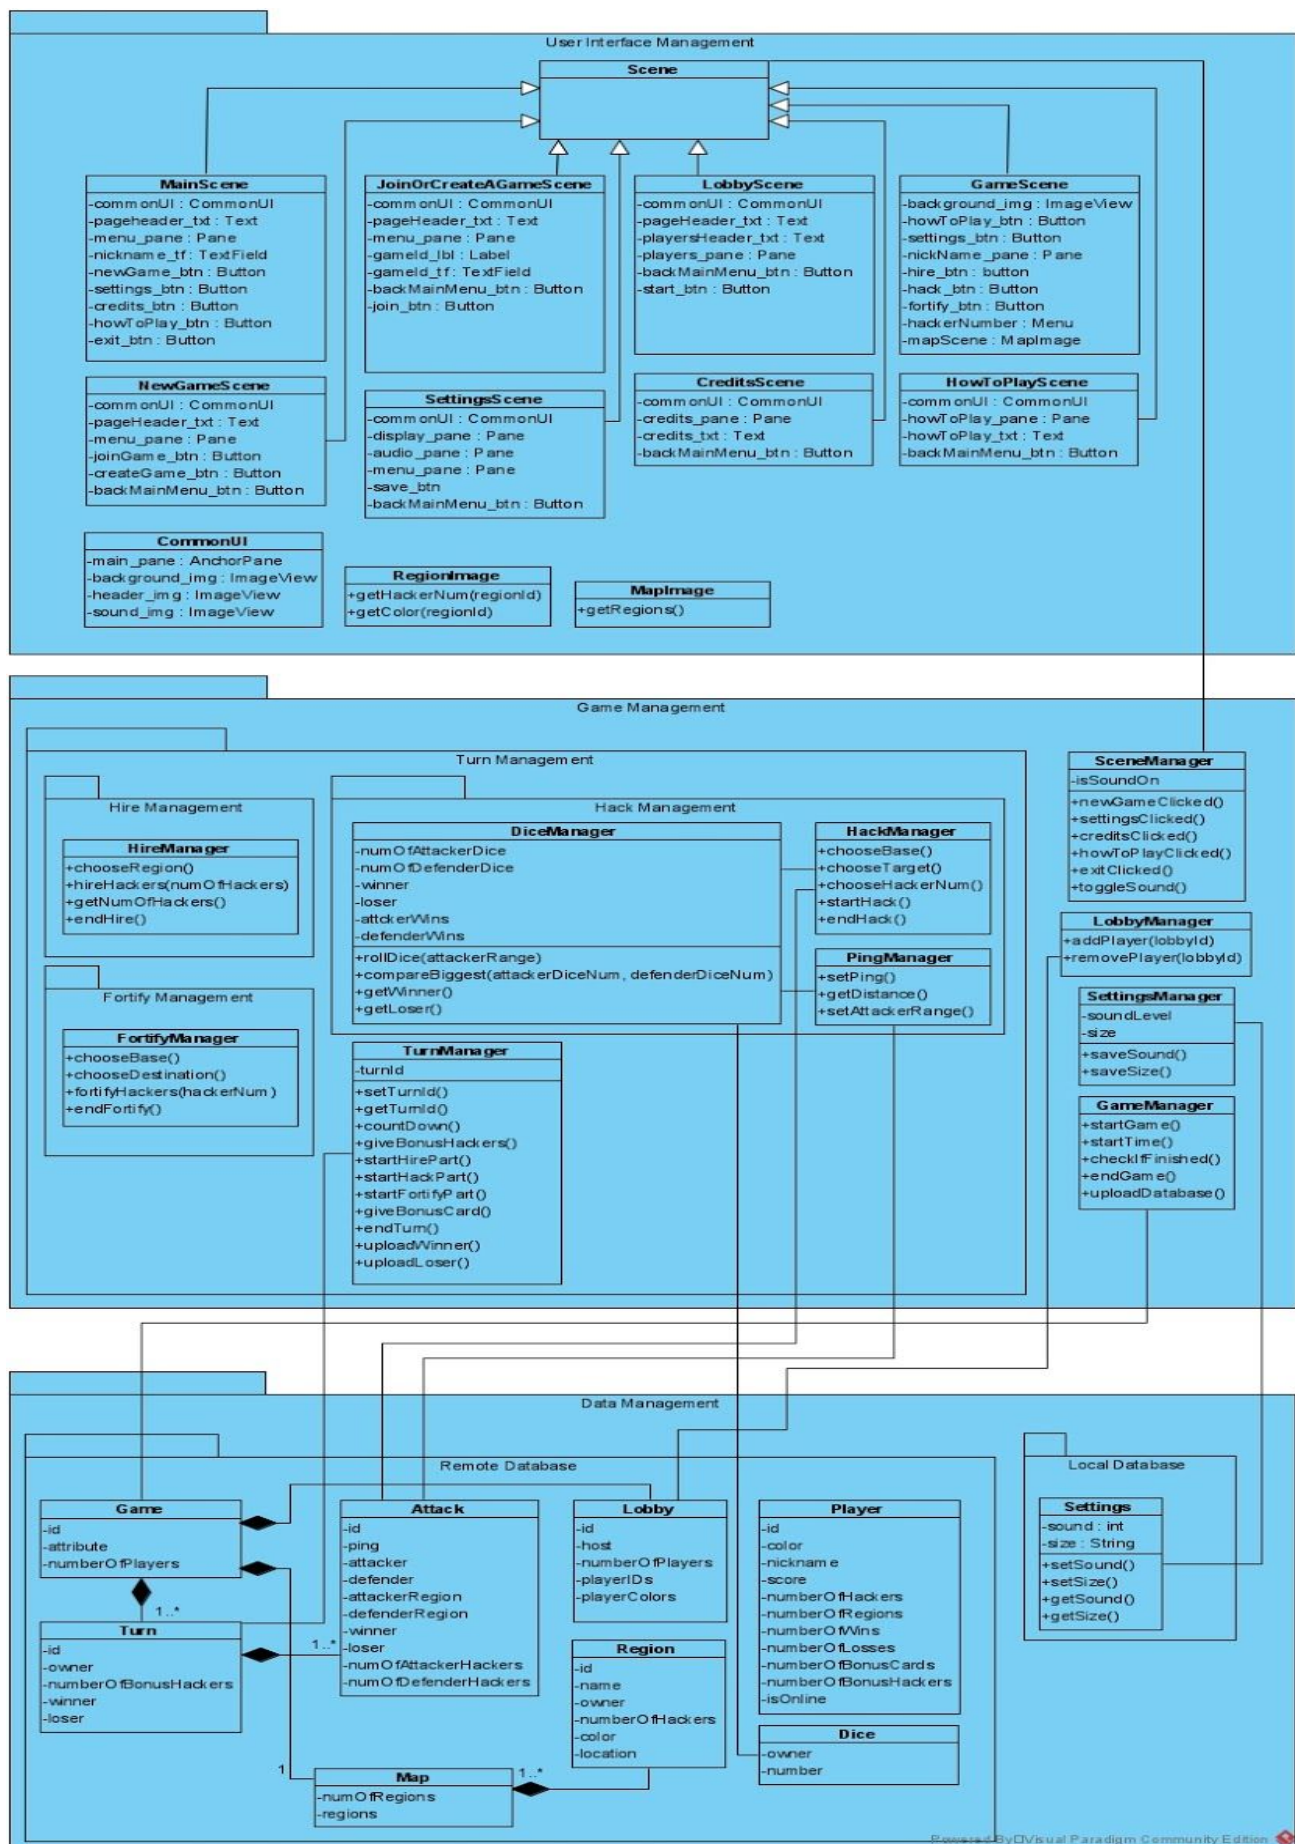 User Interface Management
Scene
MainScene
-commonUI : CommonUI
-pageheader_txt : Text
-menu_pane : Pane
-nickname_tf : TextField
-newGame_btn : Button
-settings_btn : Button
-credits_btn : Button
-howToPlay_btn : Button
-exit_btn : Button
JoinOrCreateAGameScene
-commonUI : CommonUI
-pageHeader_txt : Text
-menu_pane : Pane
-gameId_lbl : Label
-gameId_tf : TextField
-backMainMenu_btn : Button
-join_btn : Button
LobbyScene
-commonUI : CommonUI
-pageHeader_txt : Text
-playersHeader_txt : Text
-players_pane : Pane
-backMainMenu_btn : Button
-start_btn : Button
GameScene
-background_img : ImageView
-howToPlay_btn : Button
-settings_btn : Button
-nickName_pane : Pane
-hire_btn : button
-hack_btn : Button
-fortify_btn : Button
-hackerNumber : Menu
-mapScene : MapImage
NewGameScene
-commonUI : CommonUI
-pageHeader_txt : Text
-menu_pane : Pane
-joinGame_btn : Button
-createGame_btn : Button
-backMainMenu_btn : Button
SettingsScene
-commonUI : CommonUI
-display_pane : Pane
-audio_pane : Pane
-menu_pane : Pane
-save_btn
-backMainMenu_btn : Button
CreditsScene
-commonUI : CommonUI
-credits_pane : Pane
-credits_txt : Text
-backMainMenu_btn : Button
HowToPlayScene
-commonUI : CommonUI
-howToPlay_pane : Pane
-howToPlay_txt : Text
-backMainMenu_btn : Button
CommonUI
-main_pane : AnchorPane
-background_img : ImageView
-header_img : ImageView
-sound_img : ImageView
RegionImage
+getHackerNum(regionId)
+getColor(regionId)
MapImage
+getRegions()
Game Management
Turn Management
Hire Management
HireManager
+chooseRegion()
+hireHackers(numOfHackers)
+getNumOfHackers()
+endHire()
Hack Management
DiceManager
-numOfAttackerDice
-numOfDefenderDice
-winner
-loser
-attckerWins
-defenderWins
+rollDice(attackerRange)
+compareBiggest(attackerDiceNum, defenderDiceNum)
+getWinner()
+getLoser()
HackManager
+chooseBase()
+chooseTarget()
+chooseHackerNum()
+startHack()
+endHack()
PingManager
+setPing()
+getDistance()
+setAttackerRange()
Fortify Management
FortifyManager
+chooseBase()
+chooseDestination()
+fortifyHackers(hackerNum)
+endFortify()
TurnManager
-turnId
+setTurnId()
+getTurnId()
+countDown()
+giveBonusHackers()
+startHirePart()
+startHackPart()
+startFortifyPart()
+giveBonusCard()
+endTurn()
+uploadWinner()
+uploadLoser()
SceneManager
-isSoundOn
+newGameClicked()
+settingsClicked()
+creditsClicked()
+howToPlayClicked()
+exitClicked()
+toggleSound()
LobbyManager
+addPlayer(lobbyId)
+removePlayer(lobbyId)
SettingsManager
-soundLevel
-size
+saveSound()
+saveSize()
GameManager
+startGame()
+startTime()
+checkIfFinished()
+endGame()
+uploadDatabase()
Data Management
Remote Database
Game
-id
-attribute
-numberOfPlayers
1..*
Turn
-id
-owner
-numberOfBonusHackers
-winner
-loser
1..*
Attack
-id
-ping
-attacker
-defender
-attackerRegion
-defenderRegion
-winner
-loser
-numOfAttackerHackers
-numOfDefenderHackers
Lobby
-id
-host
-numberOfPlayers
-playerIDs
-playerColors
Region
-id
-name
-owner
-numberOfHackers
-color
-location
Player
-id
-color
-nickname
-score
-numberOfHackers
-numberOfRegions
-numberOfWins
-numberOfLosses
-numberOfBonusCards
-numberOfBonusHackers
-isOnline
Dice
-owner
-number
1
Map
-numOfRegions
-regions
1..*
Local Database
Settings
-sound : int
-size : String
+setSound()
+setSize()
+getSound()
+getSize()
Powered By Visual Paradigm Community Edition